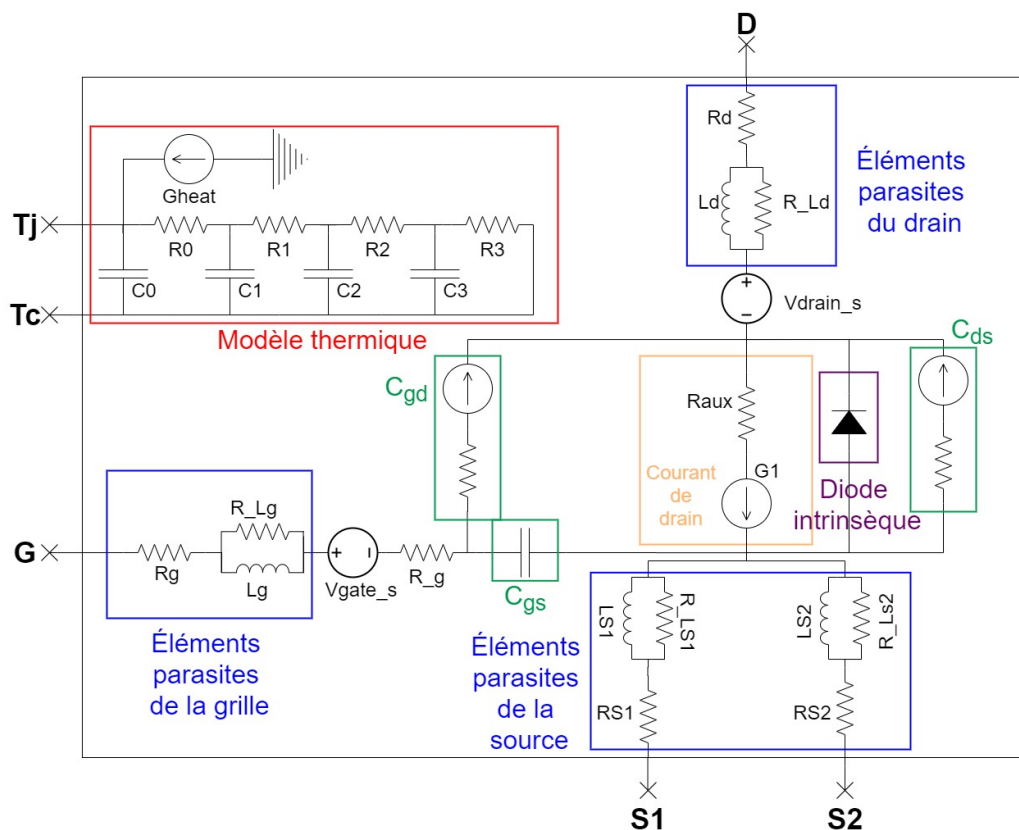 D
Rd
Ld
R_Ld
Éléments
parasites
du drain
Gheat
Tj
R0
R1
R2
R3
C0
C1
C2
C3
Tc
Modèle thermique
Vdrain_s
Cds
Cgd
Raux
G1
Courant
de
drain
Diode
intrinsèque
G
Rg
R_Lg
Lg
Vgate_s
R_g
Cgs
Éléments
parasites
de la grille
Éléments
parasites
de la
source
LS1
R_LS1
LS2
R_Ls2
RS1
RS2
S1
S2